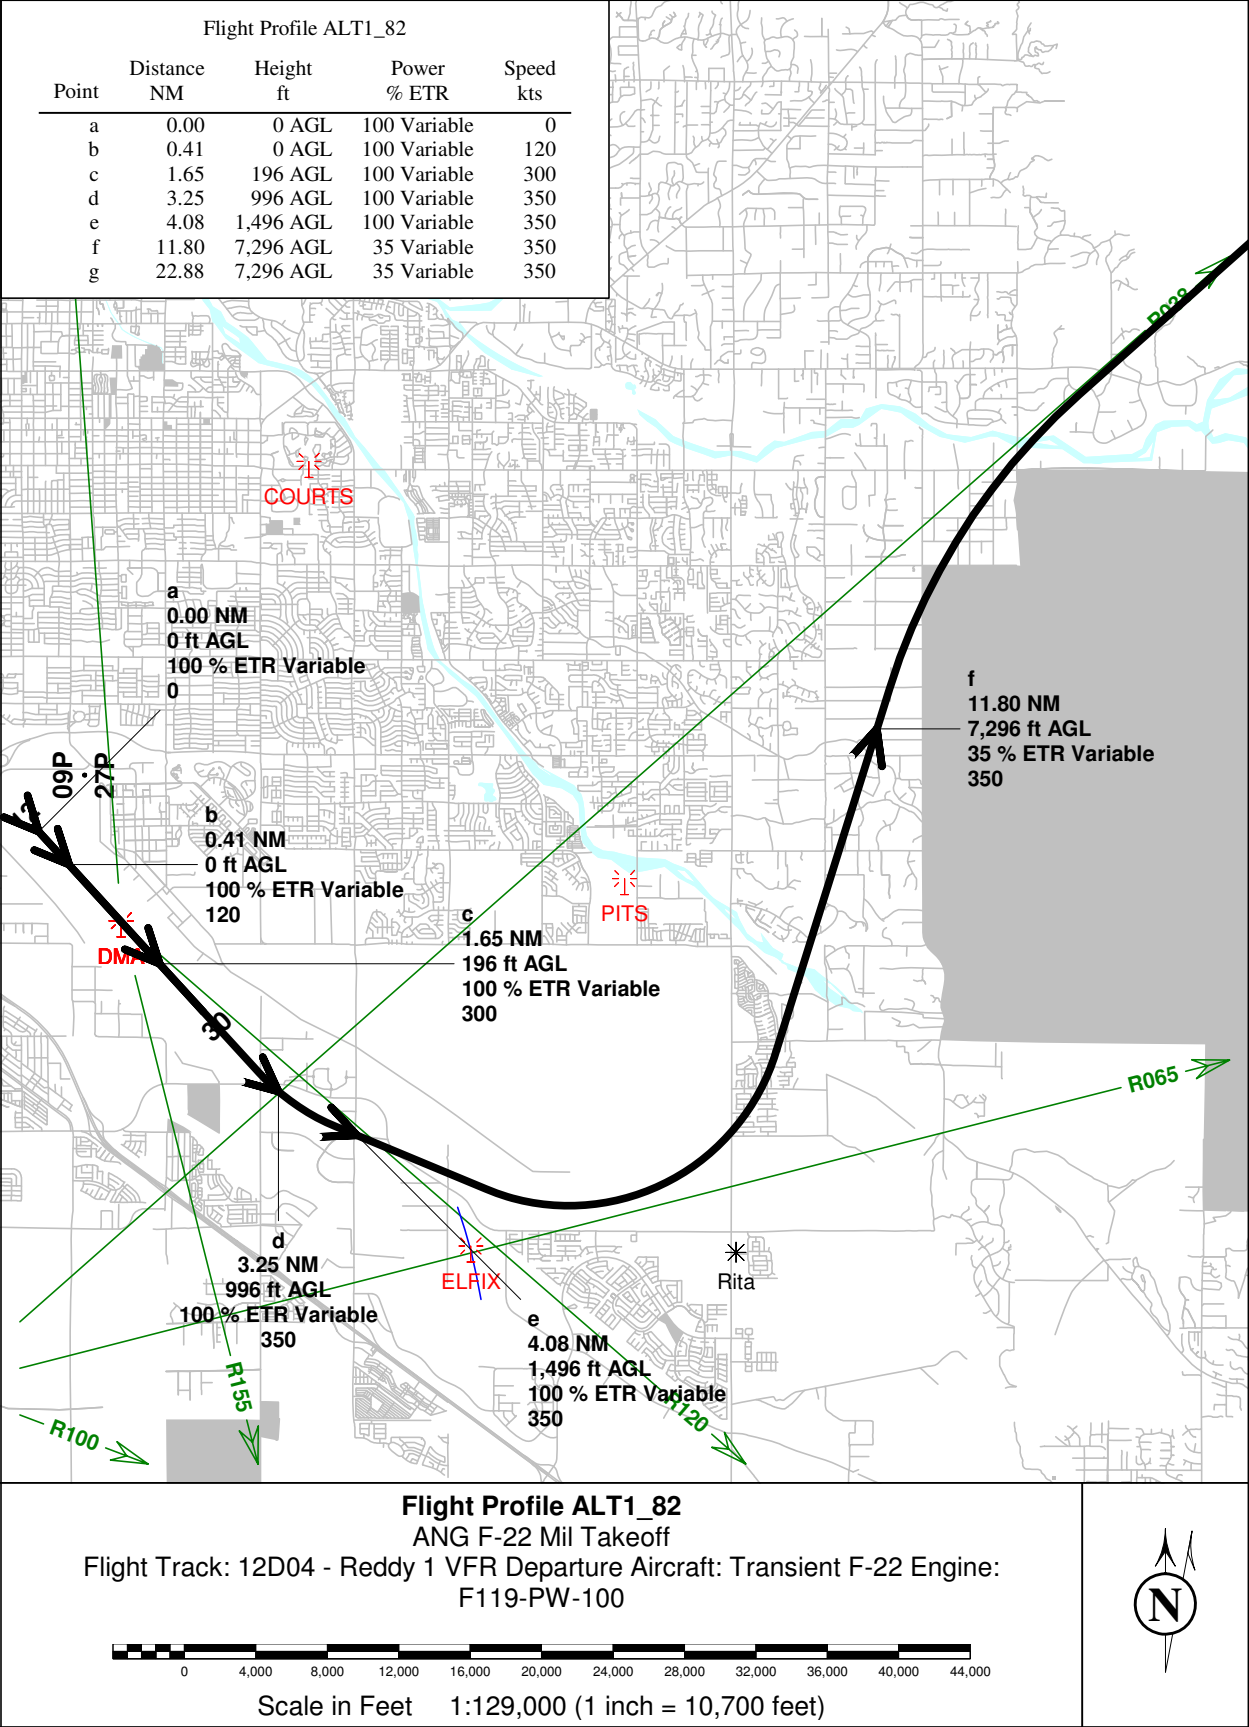 Flight Profile ALT1_82
Point Distance NM Height ft Power % ETR Speed kts
a 0.00 0 AGL 100 Variable 0
b 0.41 0 AGL 100 Variable 120
c 1.65 196 AGL 100 Variable 300
d 3.25 996 AGL 100 Variable 350
e 4.08 1,496 AGL 100 Variable 350
f 11.80 7,296 AGL 35 Variable 350
g 22.88 7,296 AGL 35 Variable 350
R028
COURTS
a
0.00 NM
0 ft AGL
100 % ETR Variable
0
f
11.80 NM
7,296 ft AGL
35 % ETR Variable
350
09P
27P
b
0.41 NM
0 ft AGL
100 % ETR Variable
120
PITS
c
1.65 NM
196 ft AGL
100 % ETR Variable
300
DMA
30
R065
d
3.25 NM
996 ft AGL
100 % ETR Variable
350
ELFIX
Rita
e
4.08 NM
1,496 ft AGL
100 % ETR Variable
350
R155
R120
R100
Flight Profile ALT1_82
ANG F-22 Mil Takeoff
Flight Track: 12D04 - Reddy 1 VFR Departure Aircraft: Transient F-22 Engine:
F119-PW-100
0 4,000 8,000 12,000 16,000 20,000 24,000 28,000 32,000 36,000 40,000 44,000
Scale in Feet 1:129,000 (1 inch = 10,700 feet)
N